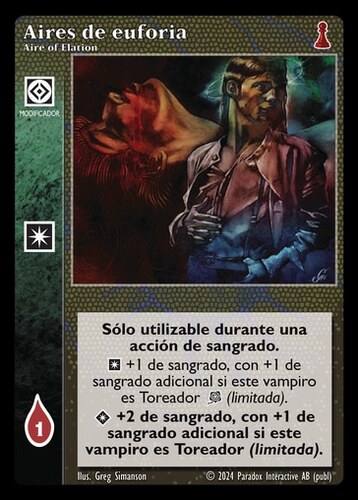 Aires de euforia
Aire of Elation
MODIFICADOR
Sólo utilizable durante una
acción de sangrado.
+1 de sangrado, con +1 de
sangrado adicional si este vampiro
es Toreador (limitada).
+2 de sangrado, con +1 de
sangrado adicional si este
vampiro es Toreador (limitada).
1
Ilus. Greg Simanson © 2024 Paradox Interactive AB (publ)